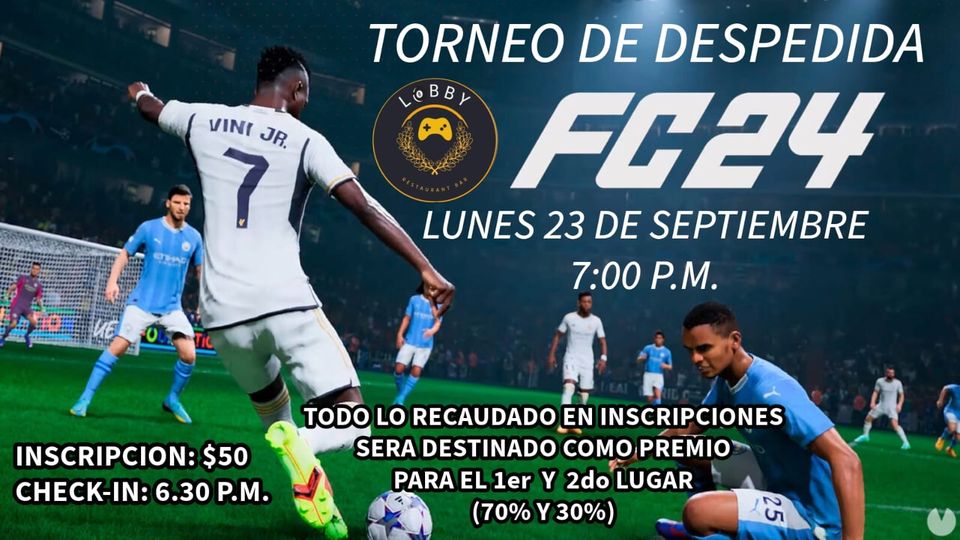 TORNEO DE DESPEDIDA
LOBBY
RESTAURANT BAR
FC24
VINI JR.
7
LUNES 23 DE SEPTIEMBRE
7:00 P.M.
ETIHAD
TODO LO RECAUDADO EN INSCRIPCIONES
SERA DESTINADO COMO PREMIO
PARA EL 1er Y 2do LUGAR
(70% Y 30%)
INSCRIPCION: $50
CHECK-IN: 6.30 P.M.
25